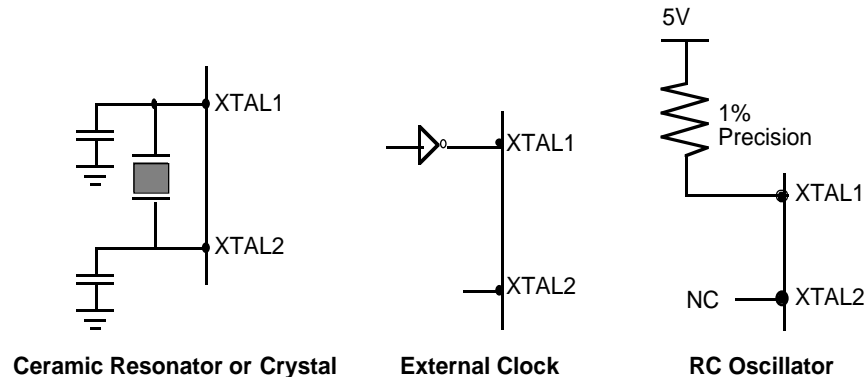 5V
1%
Precision
XTAL1
XTAL2
XTAL1
XTAL2
XTAL1
NC
XTAL2
Ceramic Resonator or Crystal
External Clock
RC Oscillator